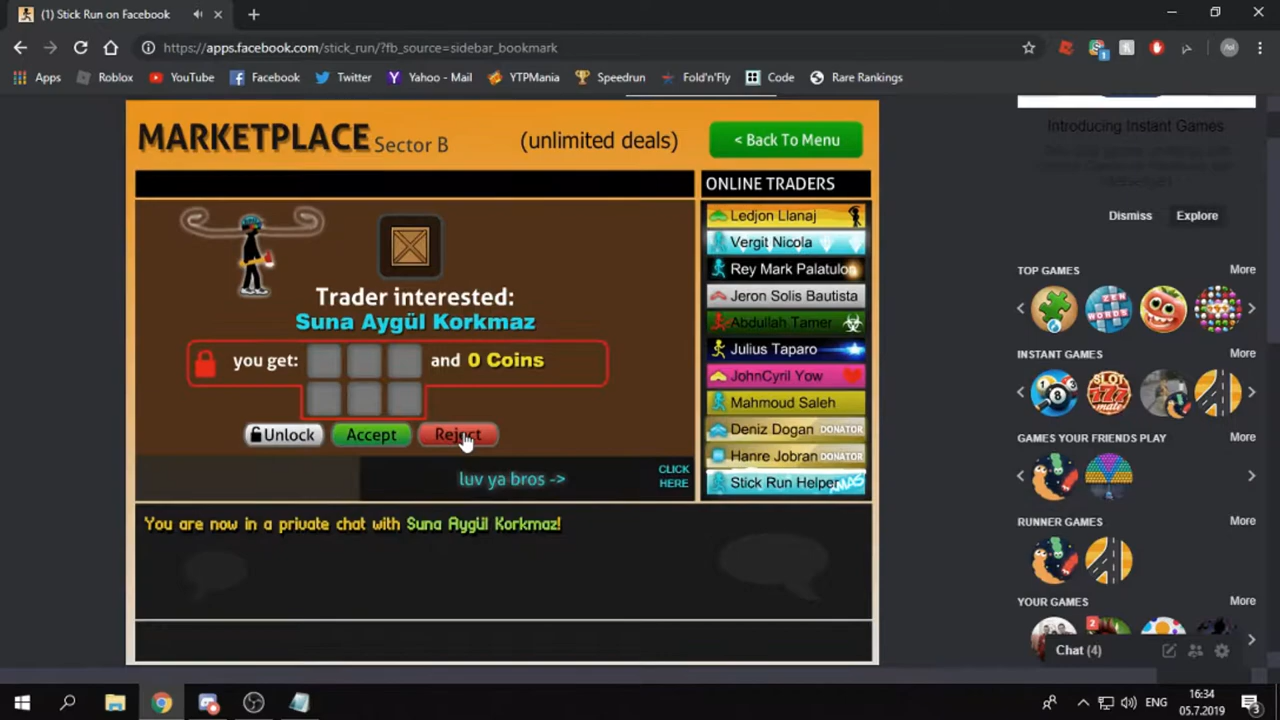 (1) Stick Run on Facebook
https://apps.facebook.com/stick_run/?fb_source=sidebar_bookmark
Apps Roblox YouTube Facebook Twitter Yahoo - Mail YTPMania Speedrun Fold'n'Fly Code Rare Rankings
MARKETPLACE Sector B (unlimited deals) < Back To Menu
ONLINE TRADERS
Ledjon Llanaj
Vergit Nicola
Rey Mark Palatulon
Jeron Solis Bautista
Abdullah Tamer
Julius Taparo
JohnCyril Yow
Mahmoud Saleh
Deniz Dogan DONATOR
Hanre Jobran DONATOR
Stick Run Helper XMAS
Trader interested:
Suna Aygül Korkmaz
you get: and 0 Coins
Unlock Accept Reject
luv ya bros -> CLICK HERE
You are now in a private chat with Suna Aygül Korkmaz!
Introducing Instant Games
Dismiss Explore
TOP GAMES More
INSTANT GAMES More
GAMES YOUR FRIENDS PLAY More
RUNNER GAMES More
YOUR GAMES More
2
Chat (4)
ENG
16:34
05.7.2019
3